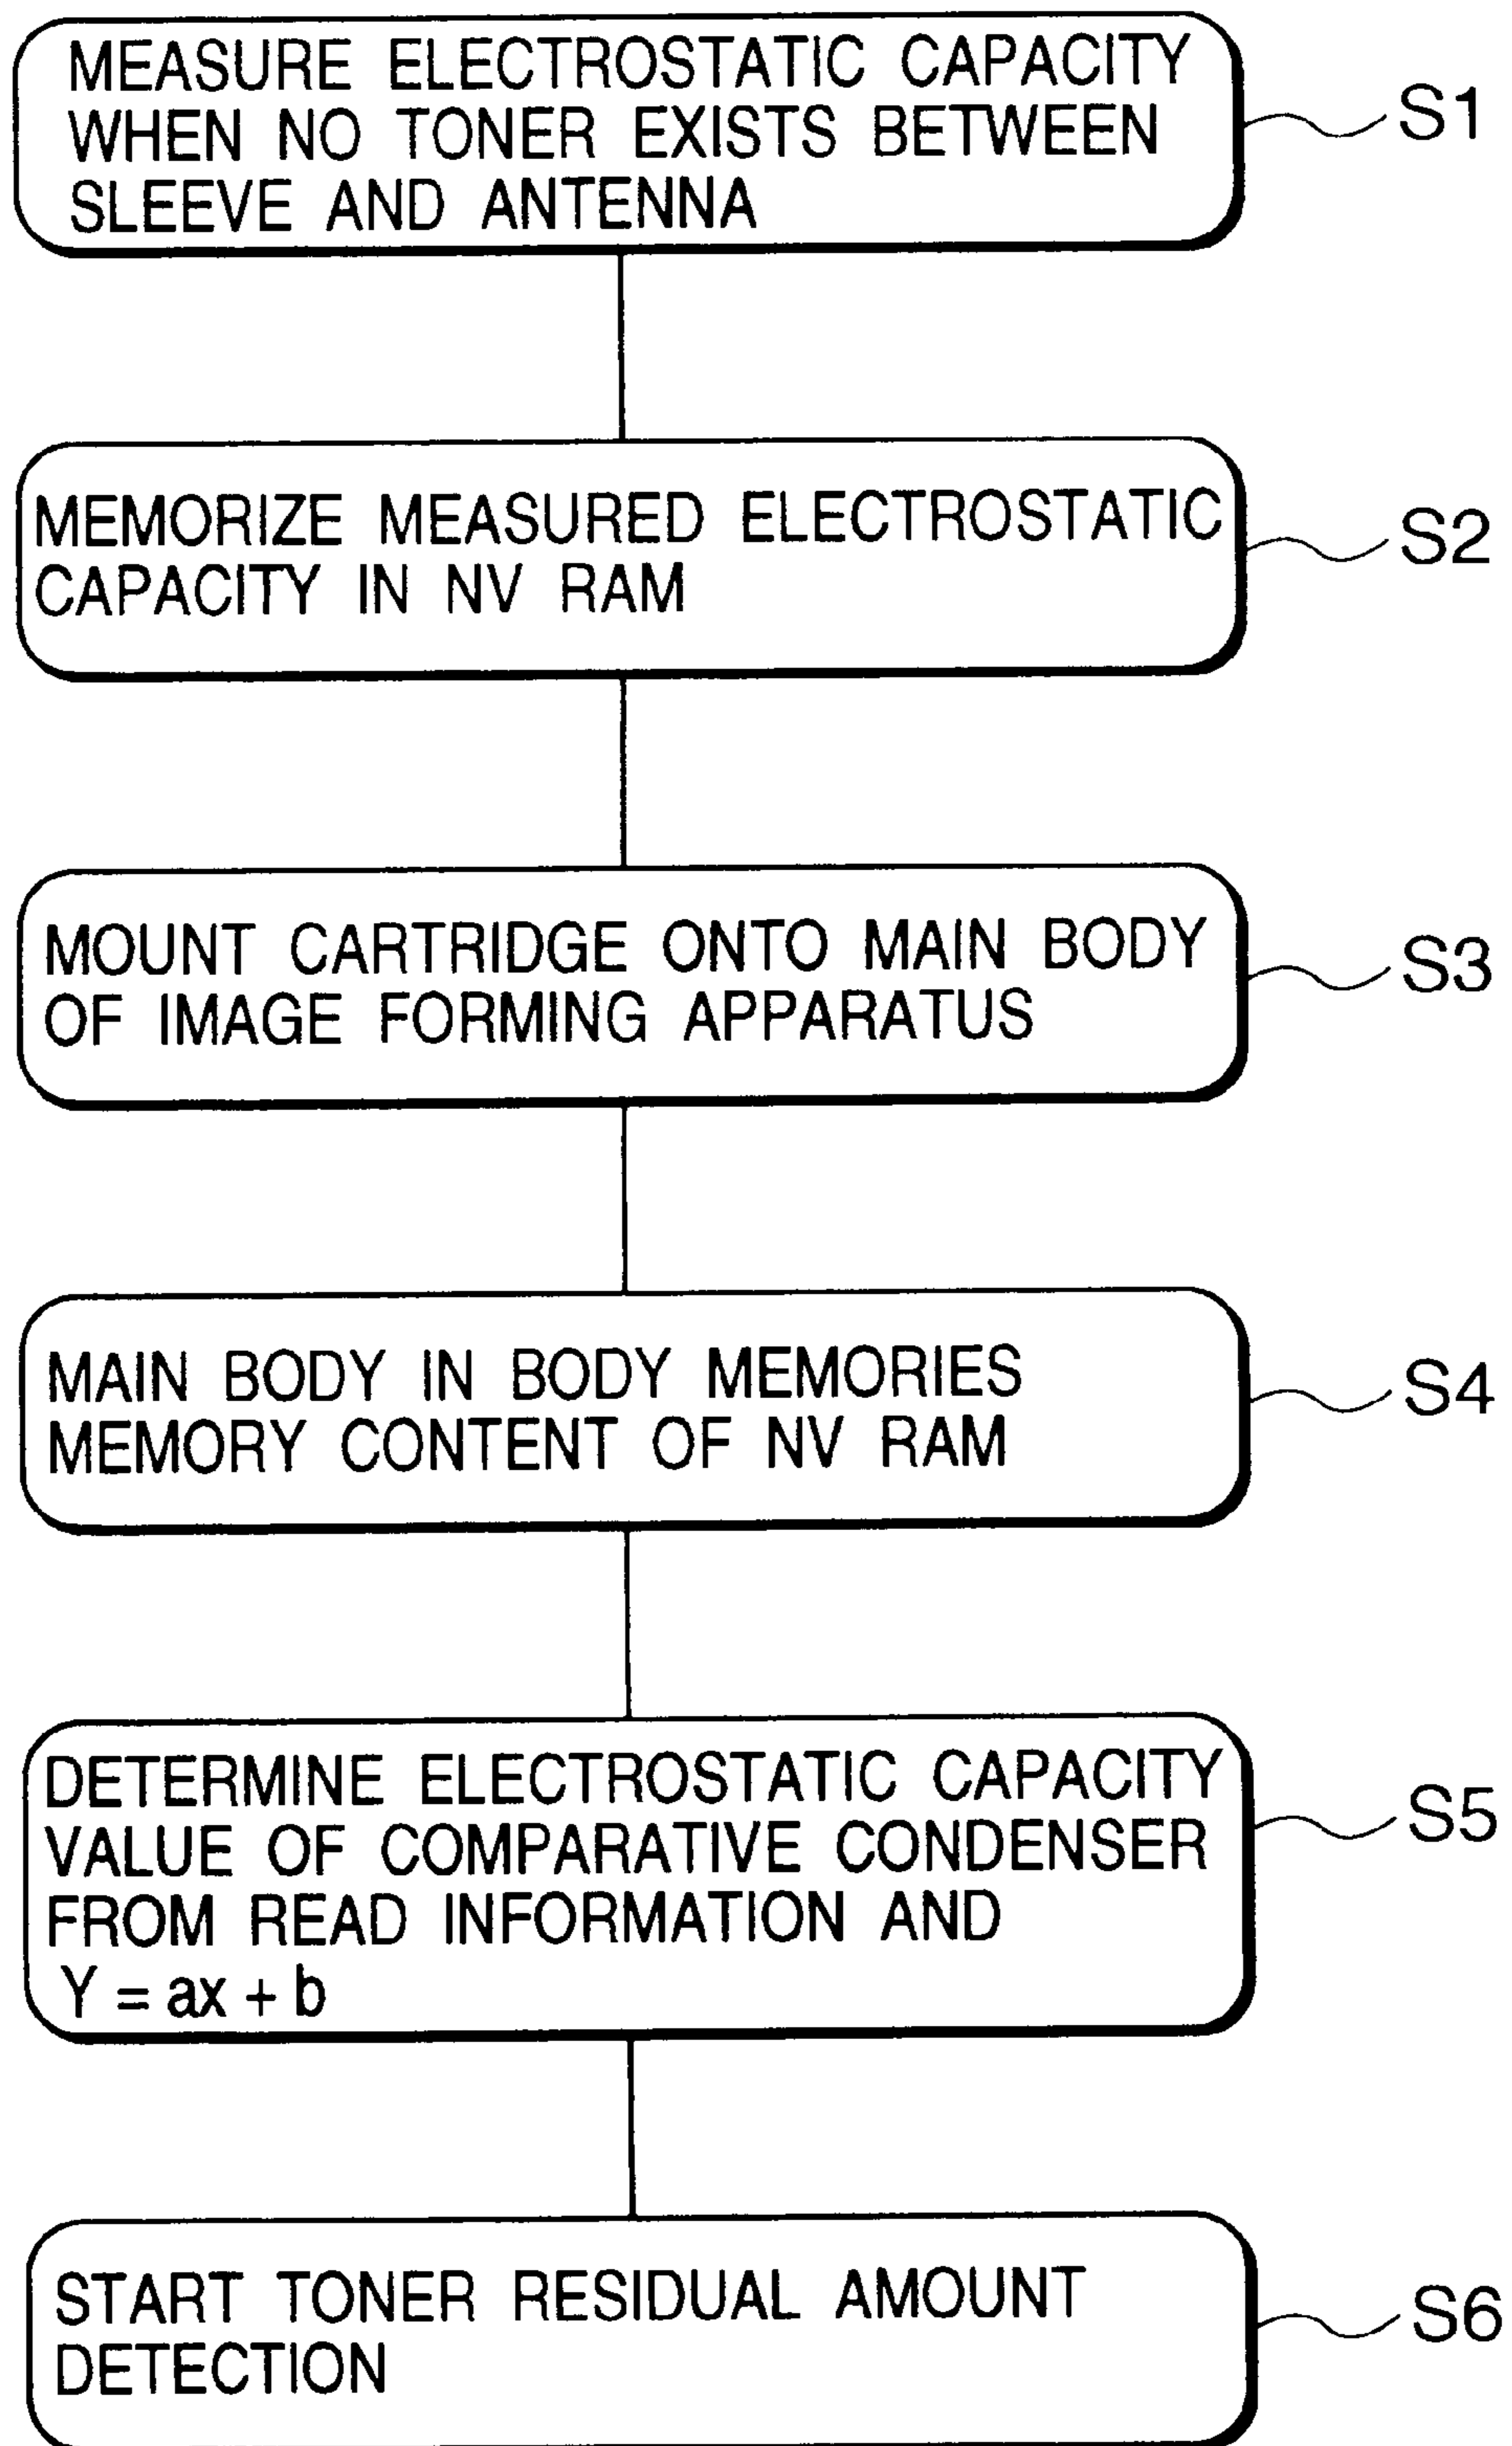 MEASURE ELECTROSTATIC CAPACITY
WHEN NO TONER EXISTS BETWEEN
SLEEVE AND ANTENNA
S1
MEMORIZE MEASURED ELECTROSTATIC
CAPACITY IN NV RAM
S2
MOUNT CARTRIDGE ONTO MAIN BODY
OF IMAGE FORMING APPARATUS
S3
MAIN BODY IN BODY MEMORIES
MEMORY CONTENT OF NV RAM
S4
DETERMINE ELECTROSTATIC CAPACITY
VALUE OF COMPARATIVE CONDENSER
FROM READ INFORMATION AND
Y = ax + b
S5
START TONER RESIDUAL AMOUNT
DETECTION
S6